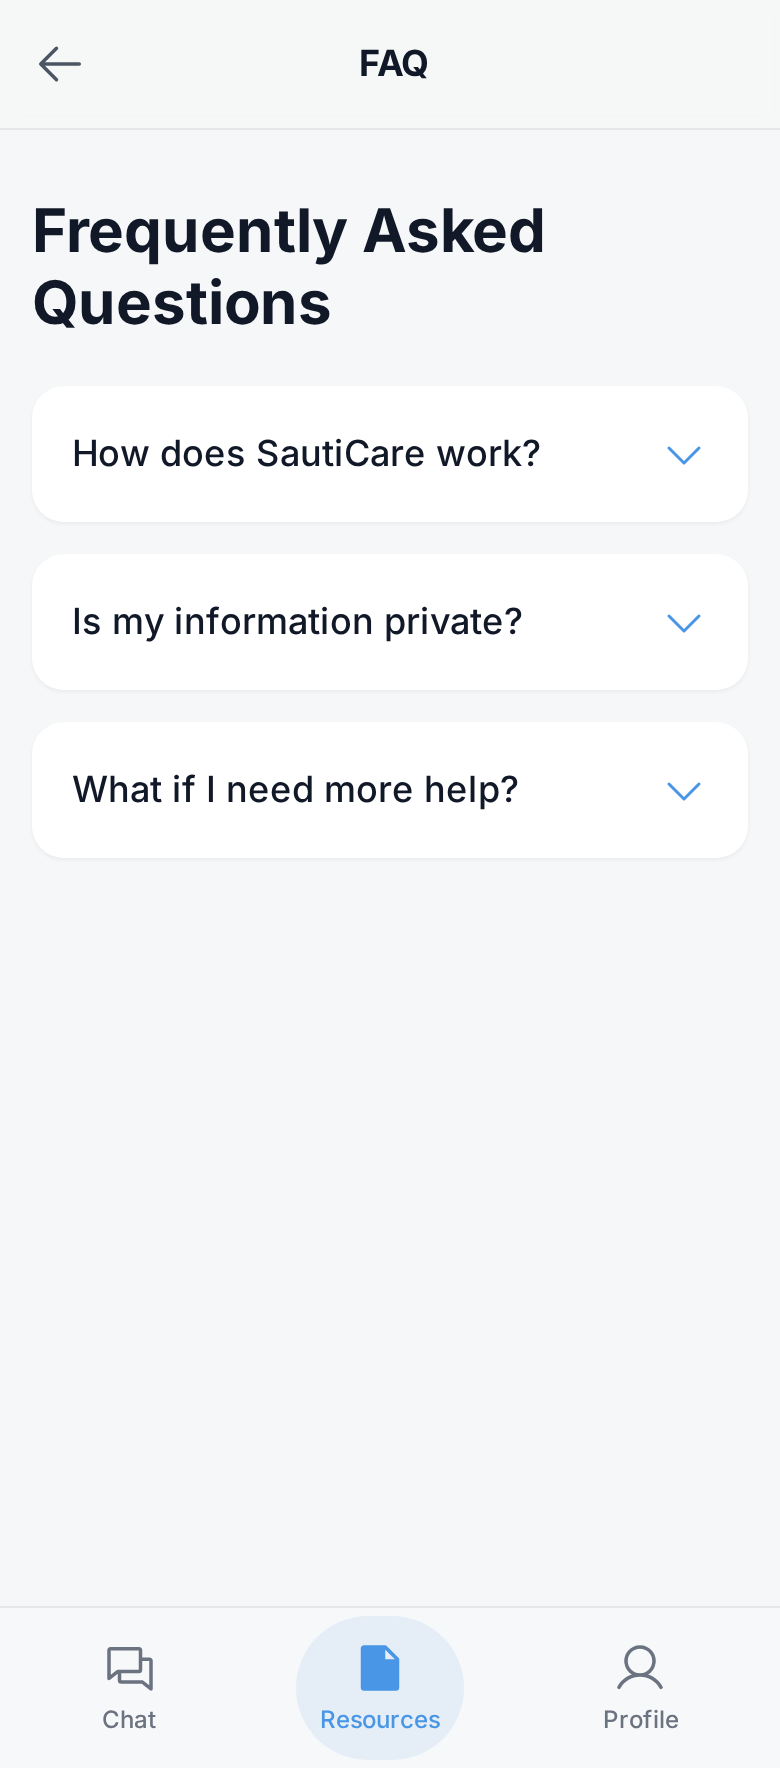 FAQ
Frequently Asked
Questions
How does SautiCare work?
Is my information private?
What if I need more help?
Chat
Resources
Profile